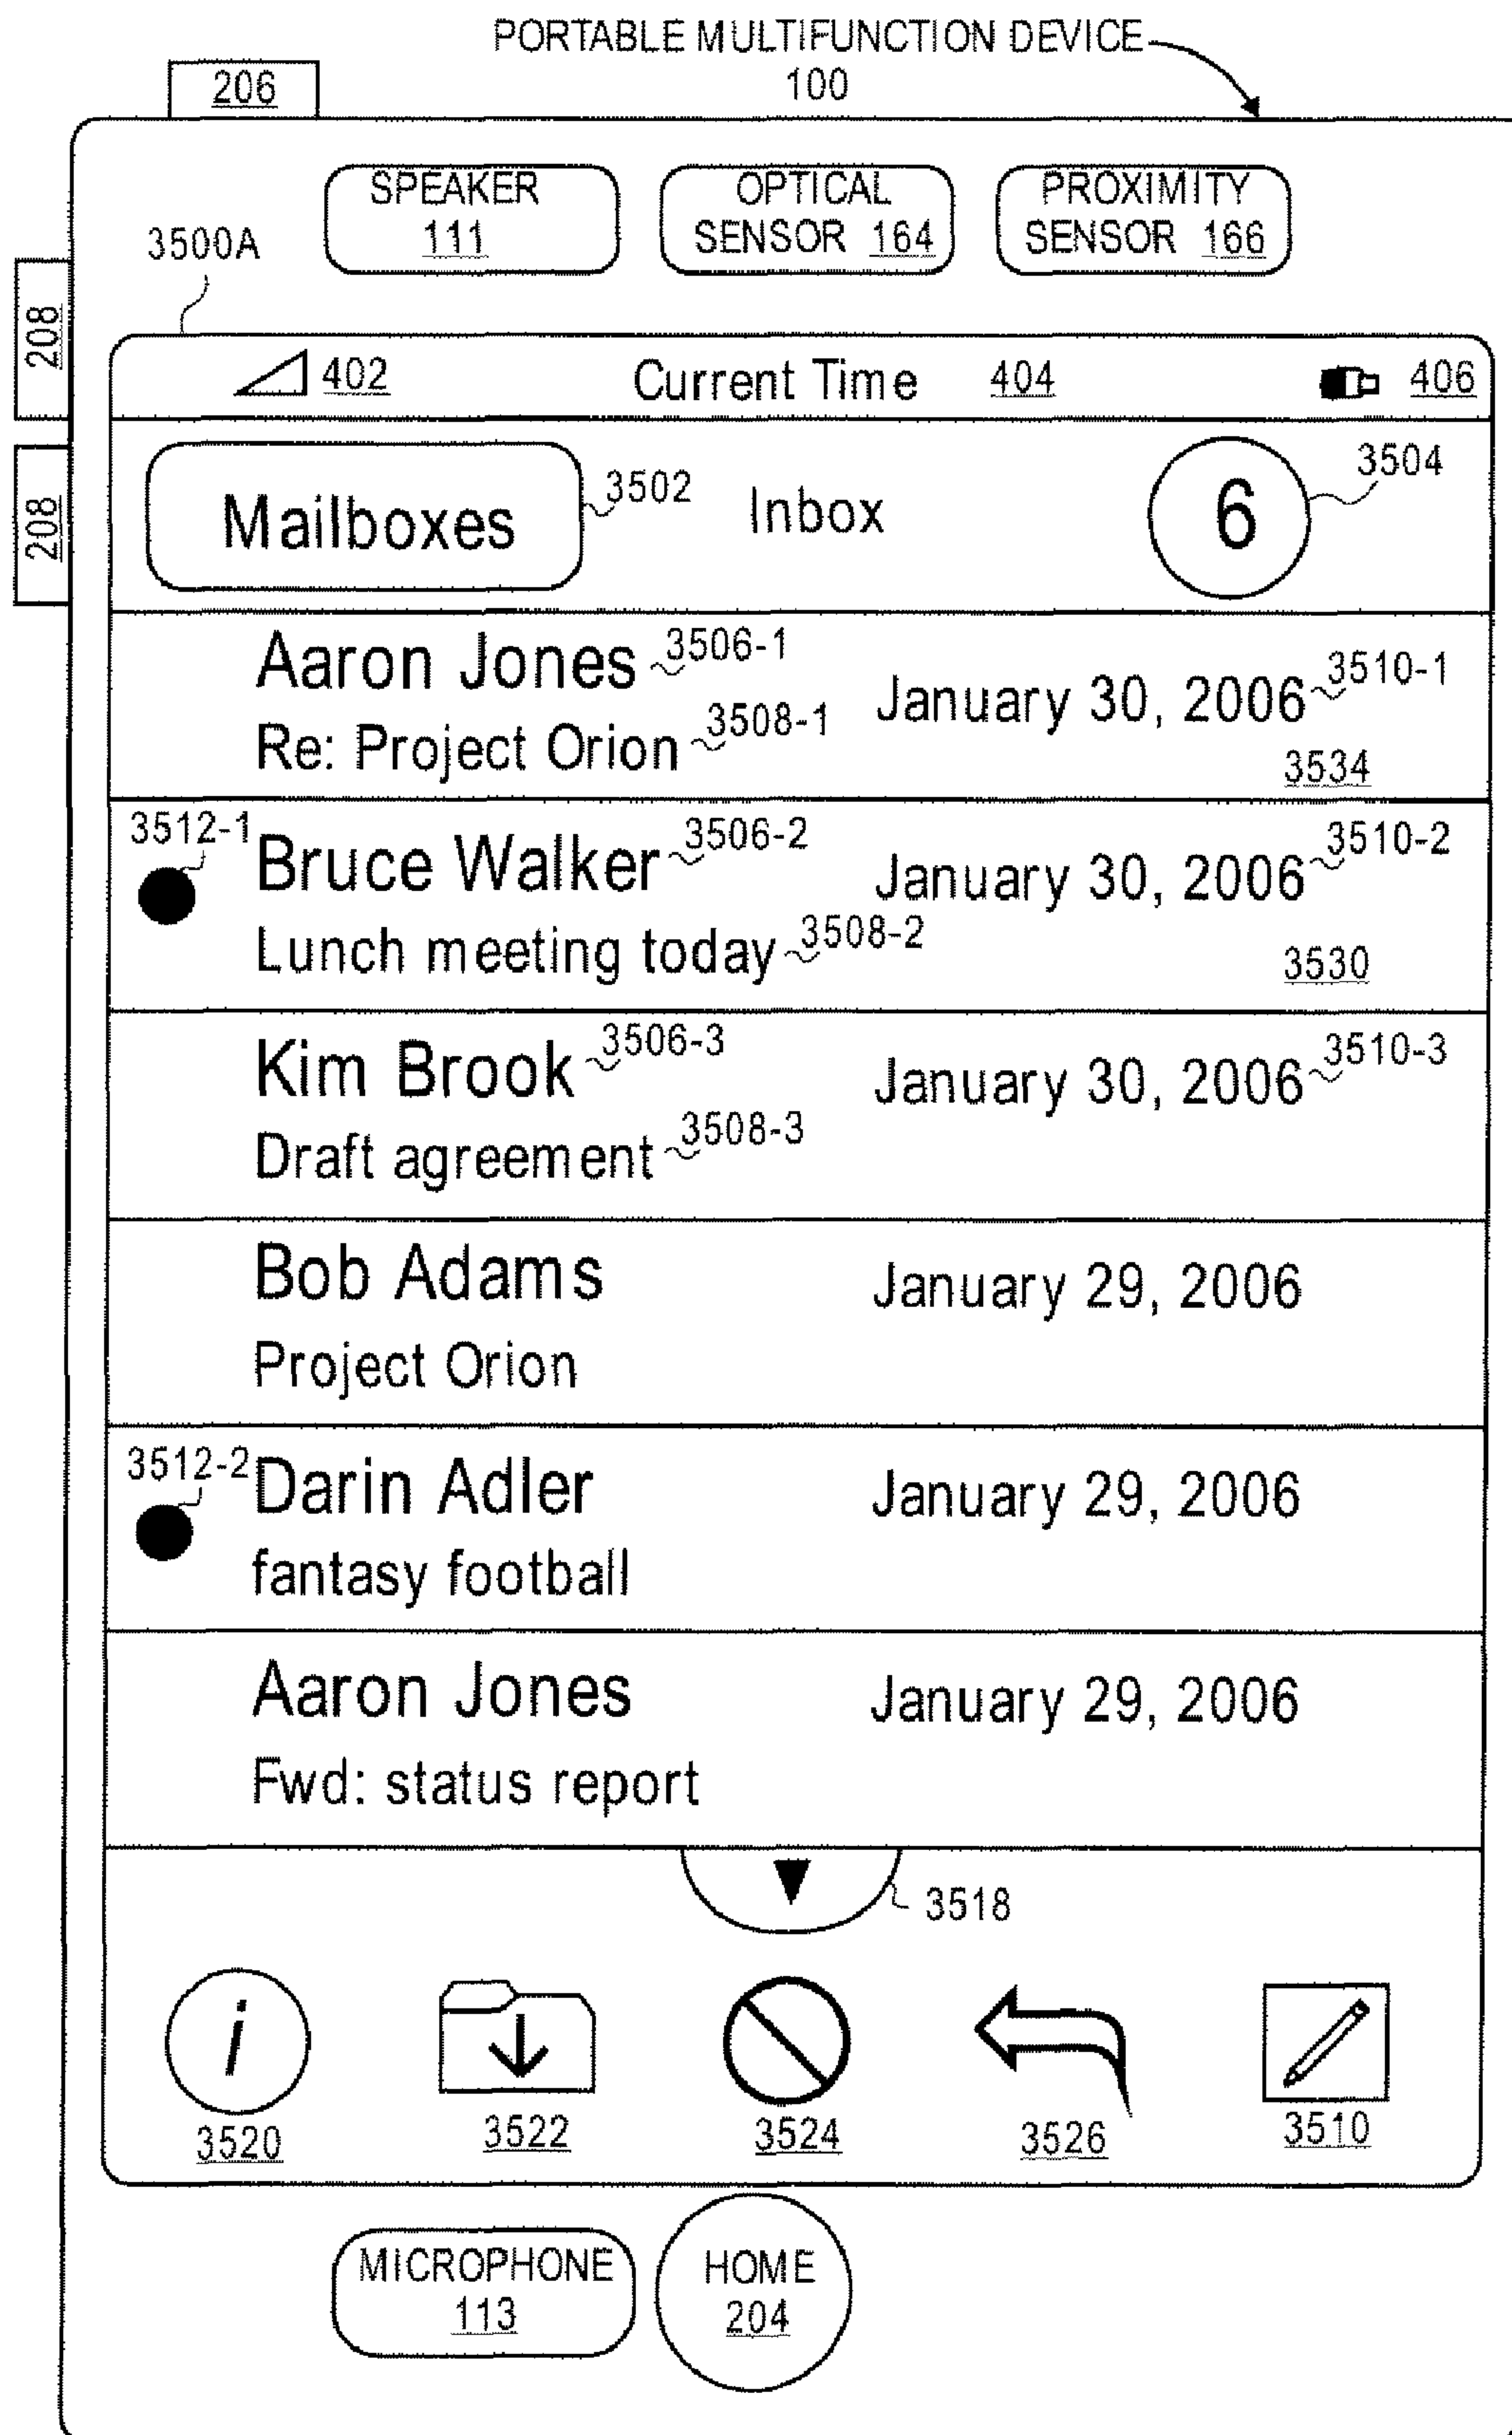 PORTABLE MULTIFUNCTION DEVICE
100
206
SPEAKER
111
OPTICAL
SENSOR 164
PROXIMITY
SENSOR 166
3500A
208
208
402 Current Time 404 406
Mailboxes 3502 Inbox 6 3504
Aaron Jones 3506-1
January 30, 2006 3510-1
Re: Project Orion 3508-1
3534
3512-1
Bruce Walker 3506-2
January 30, 2006 3510-2
Lunch meeting today 3508-2
3530
Kim Brook 3506-3
January 30, 2006 3510-3
Draft agreement 3508-3
Bob Adams January 29, 2006
Project Orion
3512-2
Darin Adler January 29, 2006
fantasy football
Aaron Jones January 29, 2006
Fwd: status report
3518
i
3520 3522 3524 3526 3510
MICROPHONE
113
HOME
204